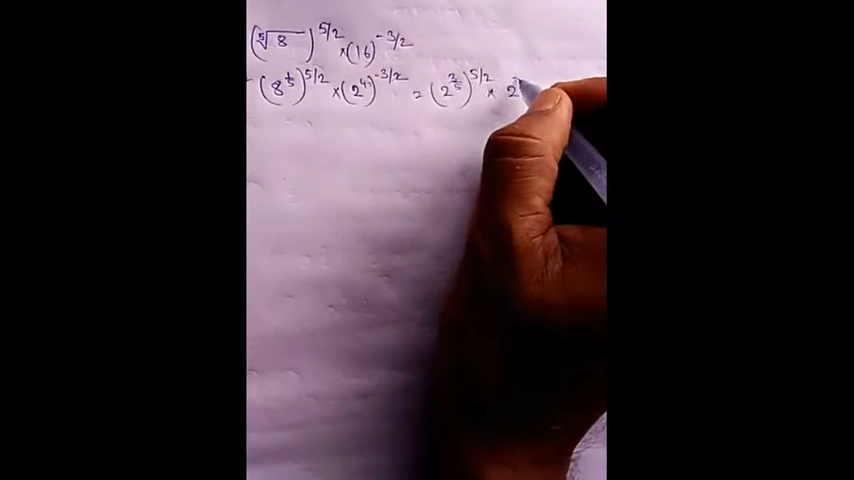 (⁵√8)^5/2 × (16)^-3/2
(8^1/5)^5/2 × (2^4)^-3/2 = (2^3/5)^5/2 × 2